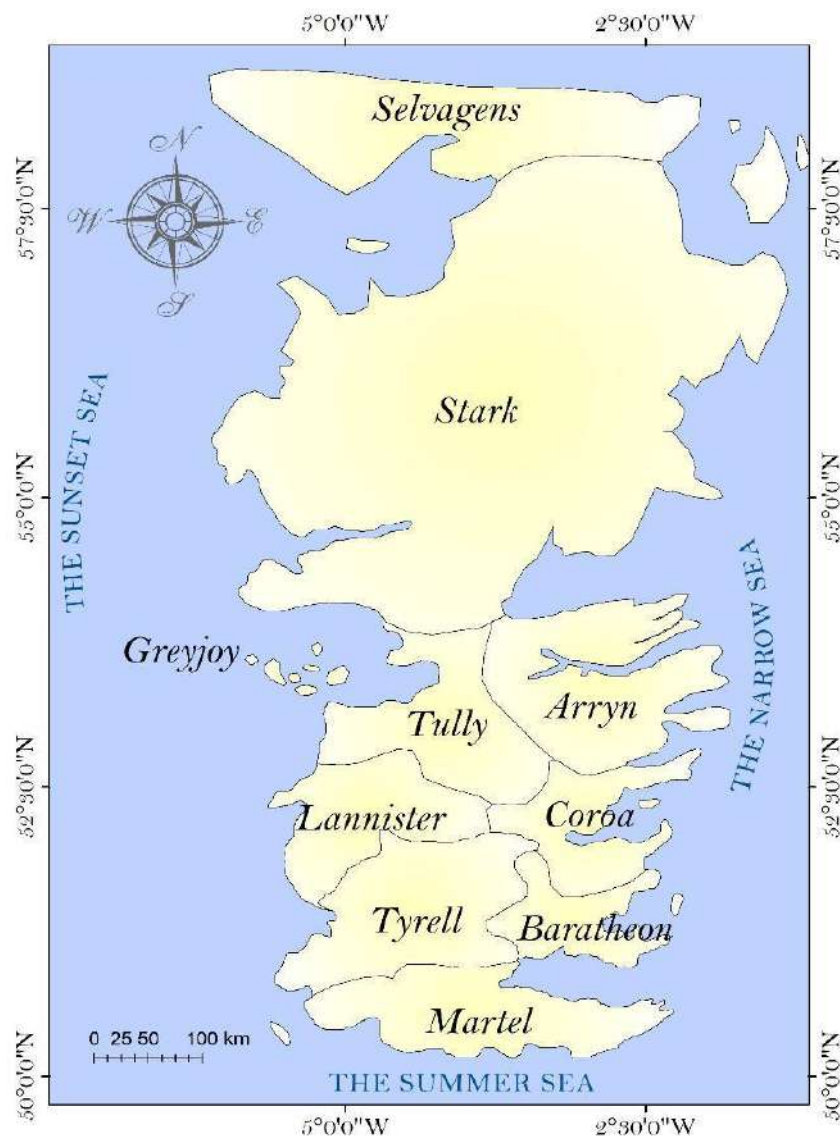 5°0'0"W 2°30'0"W
Selvagens
N
W E
S
57°30'0"N 57°30'0"N
Stark
THE SUNSET SEA
55°0'0"N 55°0'0"N
THE NARROW SEA
Greyjoy
Arryn
Tully
52°30'0"N 52°30'0"N
Lannister
Coroa
Tyrell
Baratheon
Martel
0 25 50 100 km
THE SUMMER SEA
50°0'0"N 50°0'0"N
5°0'0"W 2°30'0"W